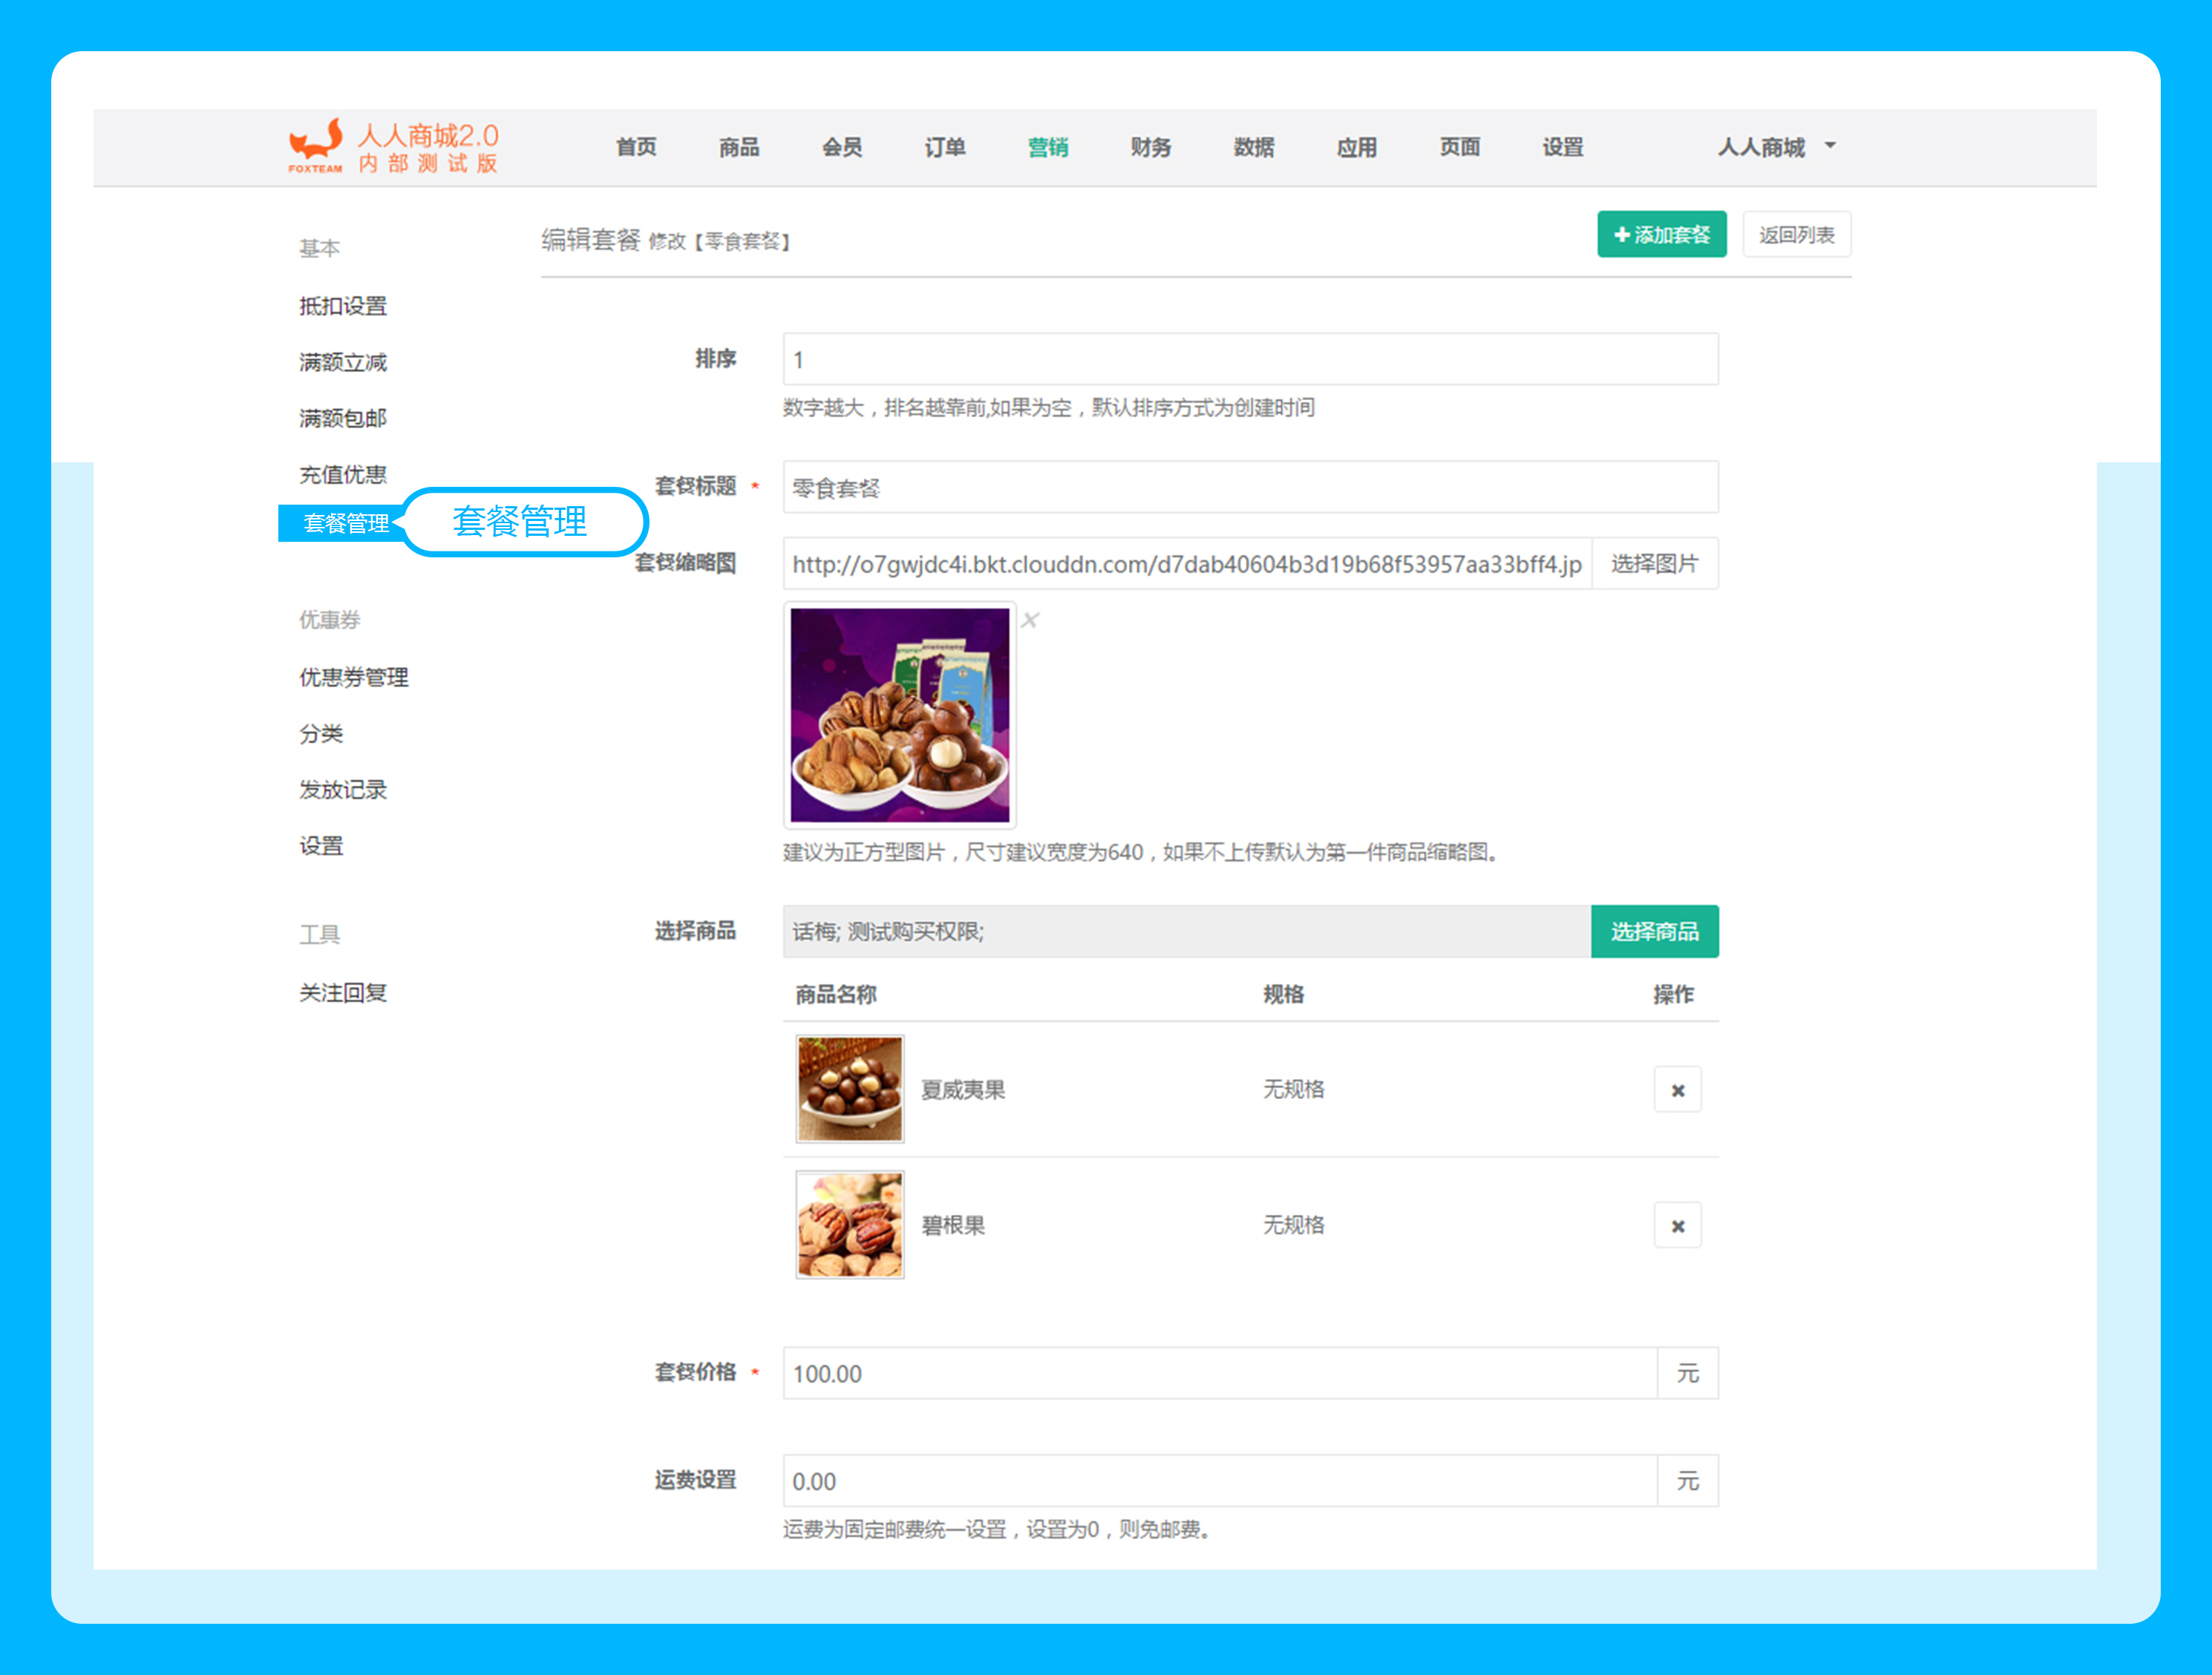 人人商城2.0
内部测试版
FOXTEAM
首页 商品 会员 订单 营销 财务 数据 应用 页面 设置 人人商城
基本
抵扣设置
满额立减
满额包邮
充值优惠
套餐管理
套餐管理
优惠券
优惠券管理
分类
发放记录
设置
工具
关注回复
编辑套餐 修改【零食套餐】
添加套餐 返回列表
排序 1
数字越大，排名越靠前,如果为空，默认排序方式为创建时间
套餐标题 * 零食套餐
套餐缩略图 http://o7gwjdc4i.bkt.clouddn.com/d7dab40604b3d19b68f53957aa33bff4.jp 选择图片
建议为正方型图片，尺寸建议宽度为640，如果不上传默认为第一件商品缩略图。
选择商品 话梅; 测试购买权限; 选择商品
商品名称 规格 操作
夏威夷果 无规格
碧根果 无规格
套餐价格 * 100.00 元
运费设置 0.00 元
运费为固定邮费统一设置，设置为0，则免邮费。